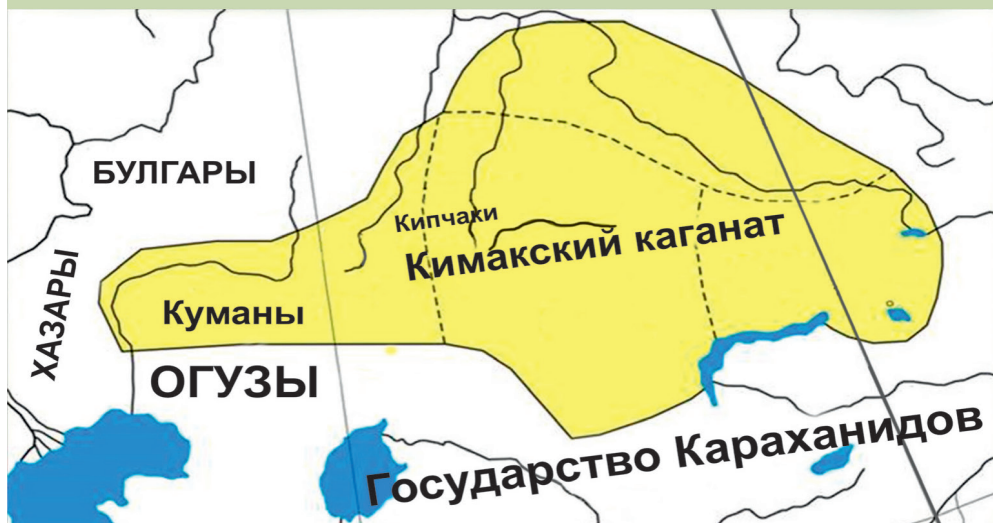 БУЛГАРЫ
Кипчаки
Кимакский каганат
ХАЗАРЫ
Куманы
ОГУЗЫ
Государство Караханидов